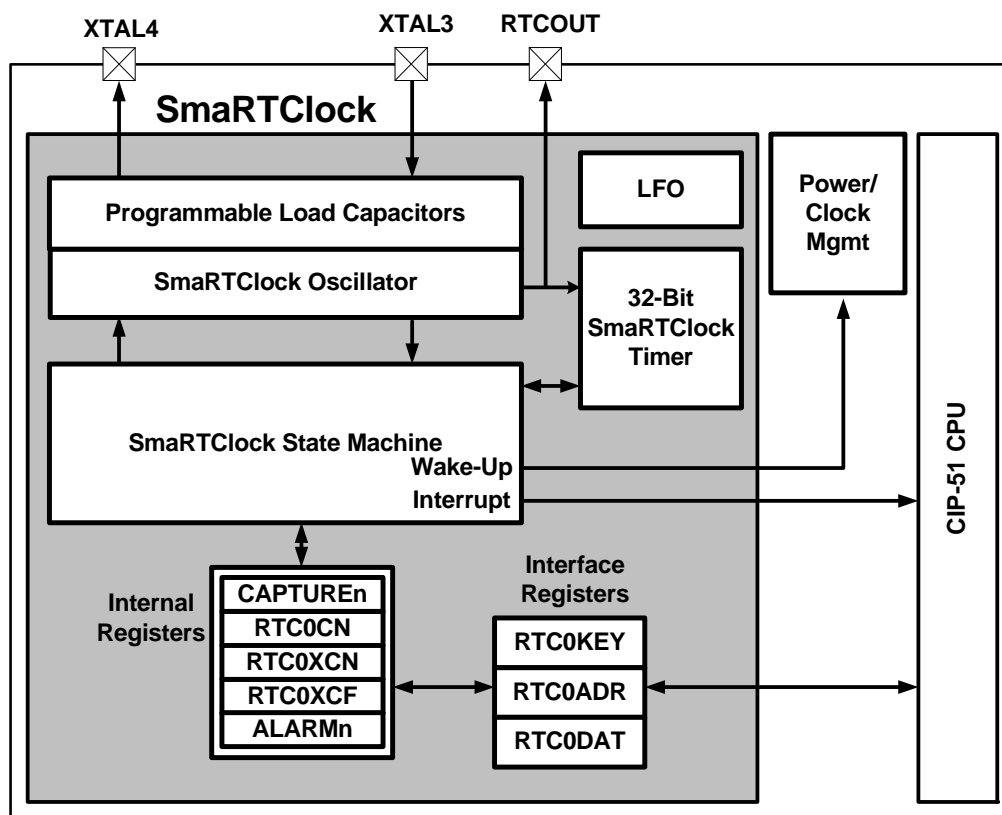 XTAL4
XTAL3
RTCOUT
SmaRTClock
Programmable Load Capacitors
SmaRTClock Oscillator
LFO
Power/
Clock
Mgmt
32-Bit
SmaRTClock
Timer
SmaRTClock State Machine
Wake-Up
Interrupt
CIP-51 CPU
Internal
Registers
CAPTUREn
RTC0CN
RTC0XCN
RTC0XCF
ALARMn
Interface
Registers
RTC0KEY
RTC0ADR
RTC0DAT